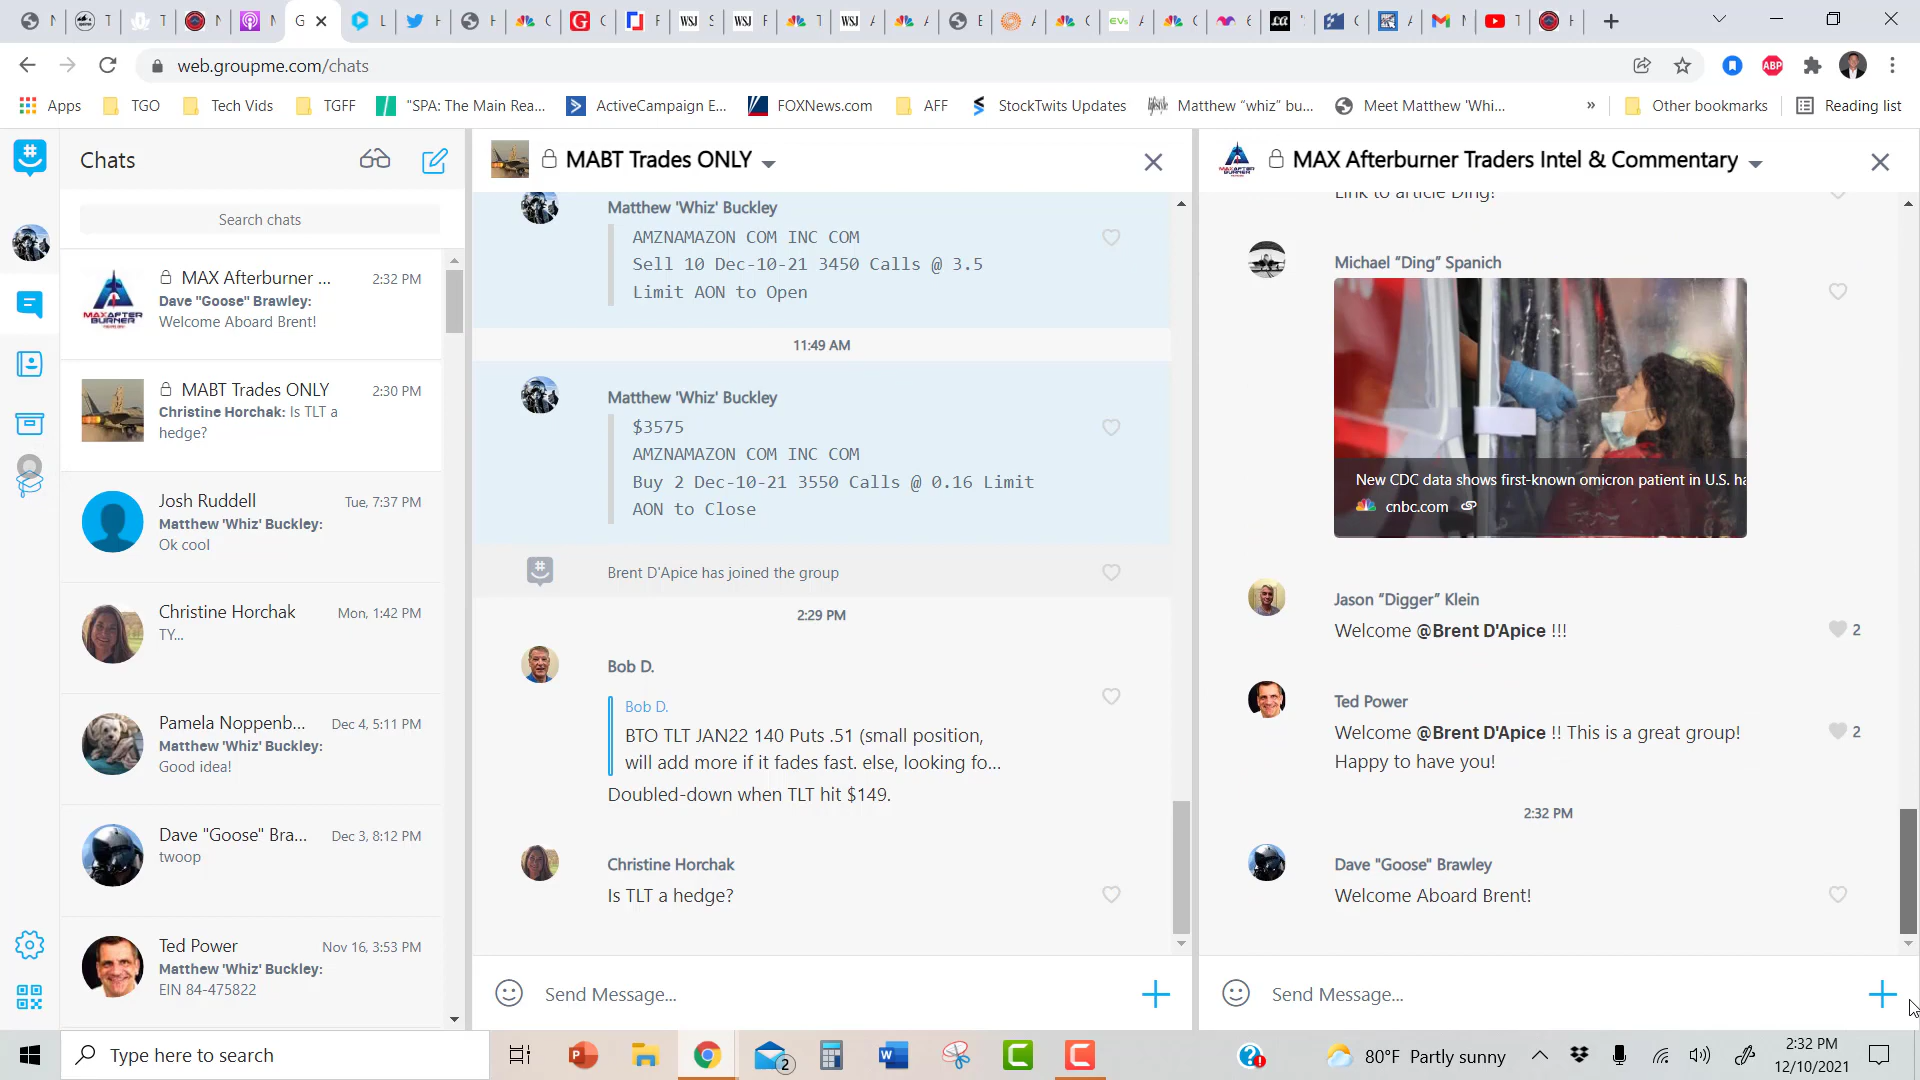 web.groupme.com/chats
Apps
TGO
Tech Vids
TGFF
"SPA: The Main Rea...
ActiveCampaign E...
FOXNews.com
AFF
StockTwits Updates
Matthew "whiz" bu...
Meet Matthew 'Whi...
»
Other bookmarks
Reading list
Chats
Search chats
MAX Afterburner ...
2:32 PM
Dave "Goose" Brawley:
Welcome Aboard Brent!
MABT Trades ONLY
2:30 PM
Christine Horchak: Is TLT a
hedge?
Josh Ruddell
Tue, 7:37 PM
Matthew 'Whiz' Buckley:
Ok cool
Christine Horchak
Mon, 1:42 PM
TY...
Pamela Noppenb...
Dec 4, 5:11 PM
Matthew 'Whiz' Buckley:
Good idea!
Dave "Goose" Bra...
Dec 3, 8:12 PM
twoop
Ted Power
Nov 16, 3:53 PM
Matthew 'Whiz' Buckley:
EIN 84-475822
MABT Trades ONLY
Matthew 'Whiz' Buckley
AMZNAMAZON COM INC COM
Sell 10 Dec-10-21 3450 Calls @ 3.5
Limit AON to Open
11:49 AM
Matthew 'Whiz' Buckley
$3575
AMZNAMAZON COM INC COM
Buy 2 Dec-10-21 3550 Calls @ 0.16 Limit
AON to Close
Brent D'Apice has joined the group
2:29 PM
Bob D.
Bob D.
BTO TLT JAN22 140 Puts .51 (small position,
will add more if it fades fast. else, looking fo...
Doubled-down when TLT hit $149.
Christine Horchak
Is TLT a hedge?
Send Message...
MAX Afterburner Traders Intel & Commentary
Link to article Ding!
Michael “Ding” Spanich
New CDC data shows first-known omicron patient in U.S. ha
cnbc.com
Jason “Digger” Klein
Welcome @Brent D'Apice !!!
2
Ted Power
Welcome @Brent D'Apice !! This is a great group!
Happy to have you!
2
2:32 PM
Dave "Goose" Brawley
Welcome Aboard Brent!
Send Message...
Type here to search
2
80°F Partly sunny
2:32 PM
12/10/2021